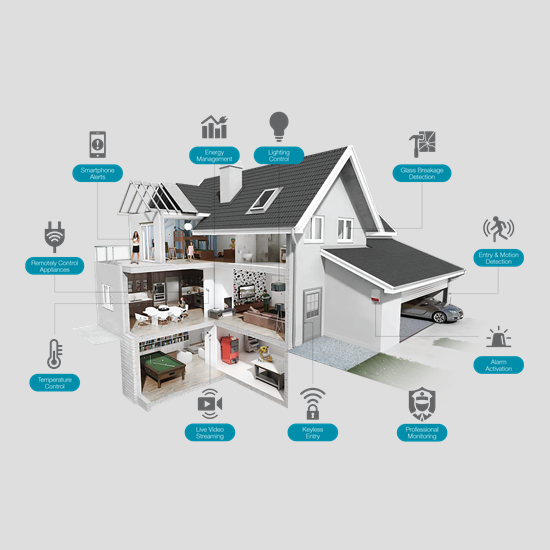 Energy
Management
Lighting
Control
Smartphone
Alerts
Glass Breakage
Detection
Remotely Control
Appliances
Entry & Motion
Detection
Temperature
Control
Alarm
Activation
Live Video
Streaming
Keyless
Entry
Professional
Monitoring